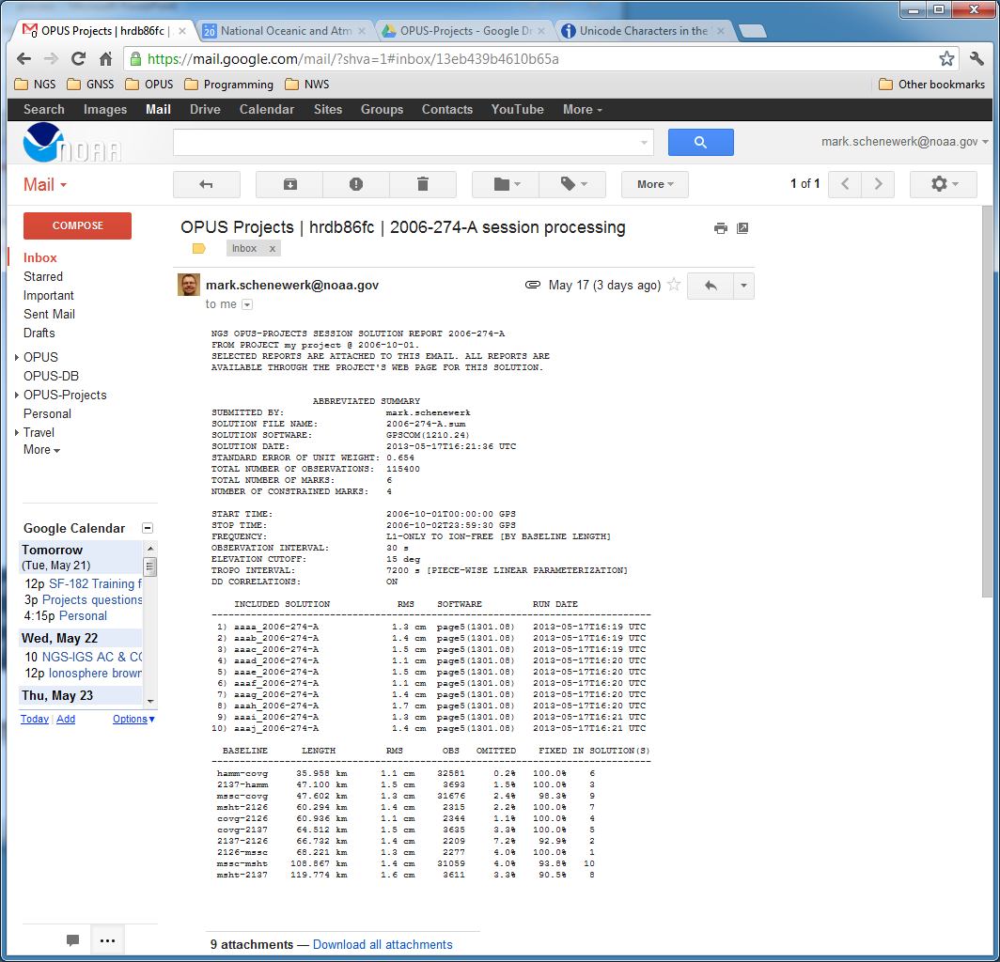 OPUS Projects | hrdb86fc |
National Oceanic and Atm
OPUS-Projects - Google Dr
Unicode Characters in the
https://mail.google.com/mail/?shva=1#inbox/13eb439b4610b65a
NGS GNSS OPUS Programming NWS Other bookmarks
Search Images Mail Drive Calendar Sites Groups Contacts YouTube More
NOAA
mark.schenewerk@noaa.gov
Mail
More
1 of 1
COMPOSE
Inbox
Starred
Important
Sent Mail
Drafts
OPUS
OPUS-DB
OPUS-Projects
Personal
Travel
More
Google Calendar
Tomorrow
(Tue, May 21)
12p SF-182 Training f
3p Projects questions
4:15p Personal
Wed, May 22
10 NGS-IGS AC & CO
12p Ionosphere brown
Thu, May 23
Today | Add Options
OPUS Projects | hrdb86fc | 2006-274-A session processing
Inbox x
mark.schenewerk@noaa.gov May 17 (3 days ago)
to me
NGS OPUS-PROJECTS SESSION SOLUTION REPORT 2006-274-A
FROM PROJECT my project @ 2006-10-01.
SELECTED REPORTS ARE ATTACHED TO THIS EMAIL. ALL REPORTS ARE
AVAILABLE THROUGH THE PROJECT'S WEB PAGE FOR THIS SOLUTION.
ABBREVIATED SUMMARY
SUBMITTED BY: mark.schenewerk
SOLUTION FILE NAME: 2006-274-A.sum
SOLUTION SOFTWARE: GPSCOM(1210.24)
SOLUTION DATE: 2013-05-17T16:21:36 UTC
STANDARD ERROR OF UNIT WEIGHT: 0.654
TOTAL NUMBER OF OBSERVATIONS: 115400
TOTAL NUMBER OF MARKS: 6
NUMBER OF CONSTRAINED MARKS: 4
START TIME: 2006-10-01T00:00:00 GPS
STOP TIME: 2006-10-02T23:59:30 GPS
FREQUENCY: L1-ONLY TO ION-FREE [BY BASELINE LENGTH]
OBSERVATION INTERVAL: 30 s
ELEVATION CUTOFF: 15 deg
TROPO INTERVAL: 7200 s [PIECE-WISE LINEAR PARAMETERIZATION]
DD CORRELATIONS: ON
INCLUDED SOLUTION RMS SOFTWARE RUN DATE
------------------------------------------------------------------------------
1) aaaa_2006-274-A 1.3 cm page5(1301.08) 2013-05-17T16:19 UTC
2) aaab_2006-274-A 1.4 cm page5(1301.08) 2013-05-17T16:19 UTC
3) aaac_2006-274-A 1.5 cm page5(1301.08) 2013-05-17T16:19 UTC
4) aaad_2006-274-A 1.1 cm page5(1301.08) 2013-05-17T16:20 UTC
5) aaae_2006-274-A 1.5 cm page5(1301.08) 2013-05-17T16:20 UTC
6) aaaf_2006-274-A 1.1 cm page5(1301.08) 2013-05-17T16:20 UTC
7) aaag_2006-274-A 1.4 cm page5(1301.08) 2013-05-17T16:20 UTC
8) aaah_2006-274-A 1.7 cm page5(1301.08) 2013-05-17T16:20 UTC
9) aaai_2006-274-A 1.3 cm page5(1301.08) 2013-05-17T16:21 UTC
10) aaaj_2006-274-A 1.4 cm page5(1301.08) 2013-05-17T16:21 UTC
BASELINE LENGTH RMS OBS OMITTED FIXED IN SOLUTION(S)
------------------------------------------------------------------------------
hamm-covg 35.958 km 1.1 cm 32581 0.2% 100.0% 6
2137-hamm 47.100 km 1.5 cm 3693 1.5% 100.0% 3
mssc-covg 47.602 km 1.3 cm 31676 2.4% 98.3% 9
msht-2126 60.294 km 1.4 cm 2315 2.2% 100.0% 7
covg-2126 60.936 km 1.1 cm 2344 1.1% 100.0% 4
covg-2137 64.512 km 1.5 cm 3635 3.3% 100.0% 5
2137-2126 66.732 km 1.4 cm 2209 7.2% 92.9% 2
2126-mssc 68.221 km 1.3 cm 2277 4.0% 100.0% 1
mssc-msht 108.867 km 1.4 cm 31059 4.0% 93.8% 10
msht-2137 119.774 km 1.6 cm 3611 3.3% 90.5% 8
9 attachments — Download all attachments